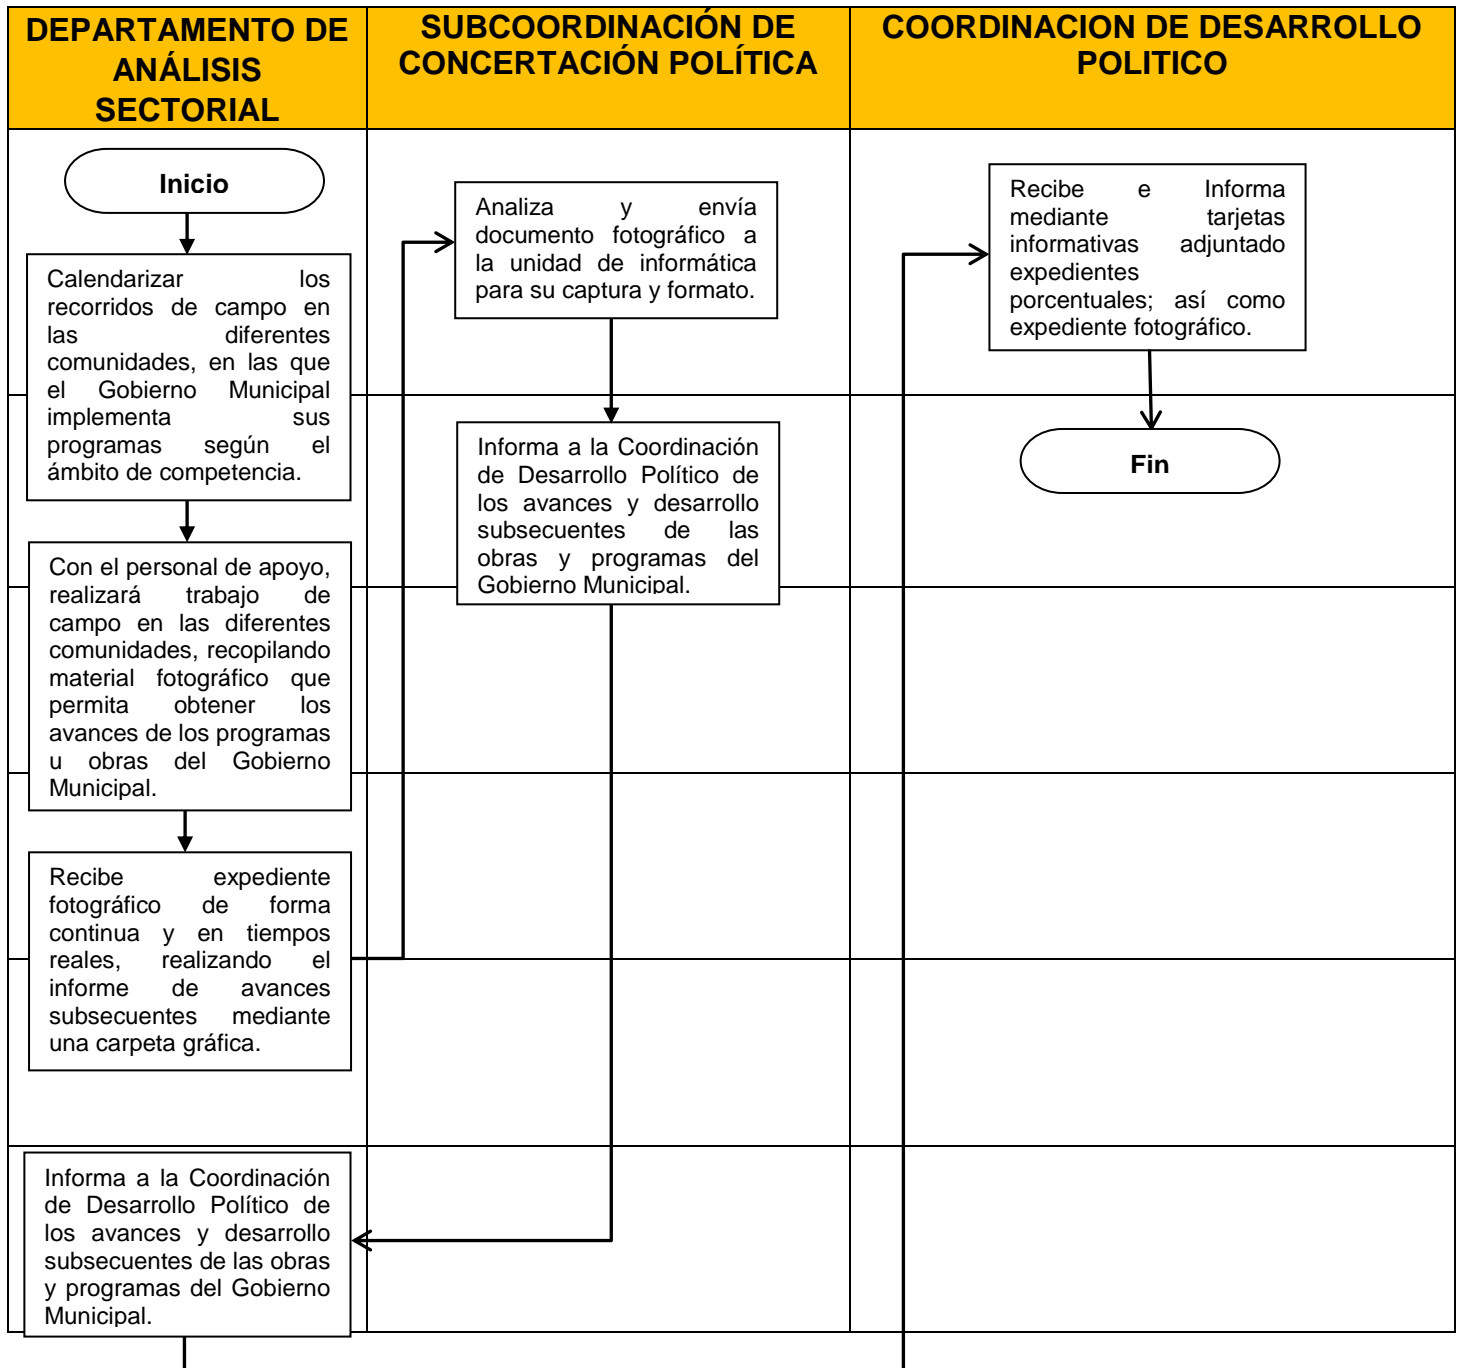 DEPARTAMENTO DE
ANÁLISIS
SECTORIAL
SUBCOORDINACIÓN DE
CONCERTACIÓN POLÍTICA
COORDINACION DE DESARROLLO
POLITICO
Inicio
Calendarizar los
recorridos de campo en
las diferentes
comunidades, en las que
el Gobierno Municipal
implementa sus
programas según el
ámbito de competencia.
Con el personal de apoyo,
realizará trabajo de
campo en las diferentes
comunidades, recopilando
material fotográfico que
permita obtener los
avances de los programas
u obras del Gobierno
Municipal.
Recibe expediente
fotográfico de forma
continua y en tiempos
reales, realizando el
informe de avances
subsecuentes mediante
una carpeta gráfica.
Analiza y envía
documento fotográfico a
la unidad de informática
para su captura y formato.
Informa a la Coordinación
de Desarrollo Político de
los avances y desarrollo
subsecuentes de las
obras y programas del
Gobierno Municipal.
Informa a la Coordinación
de Desarrollo Político de
los avances y desarrollo
subsecuentes de las obras
y programas del Gobierno
Municipal.
Recibe e Informa
mediante tarjetas
informativas adjuntado
expedientes
porcentuales; así como
expediente fotográfico.
Fin